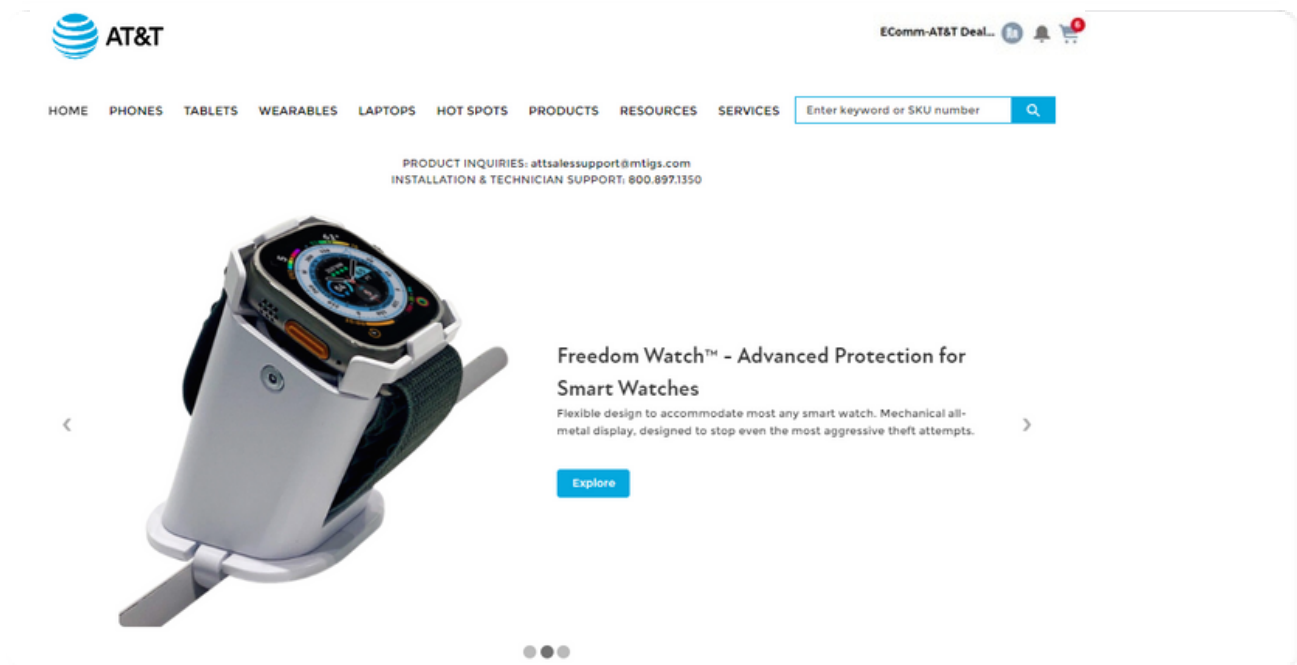 AT&T
EComm-AT&T Deal...
6
HOME PHONES TABLETS WEARABLES LAPTOPS HOT SPOTS PRODUCTS RESOURCES SERVICES Enter keyword or SKU number
PRODUCT INQUIRIES: attsalessupport@mtigs.com
INSTALLATION & TECHNICIAN SUPPORT: 800.897.1350
Freedom Watch™ - Advanced Protection for
Smart Watches
Flexible design to accommodate most any smart watch. Mechanical all-
metal display, designed to stop even the most aggressive theft attempts.
Explore